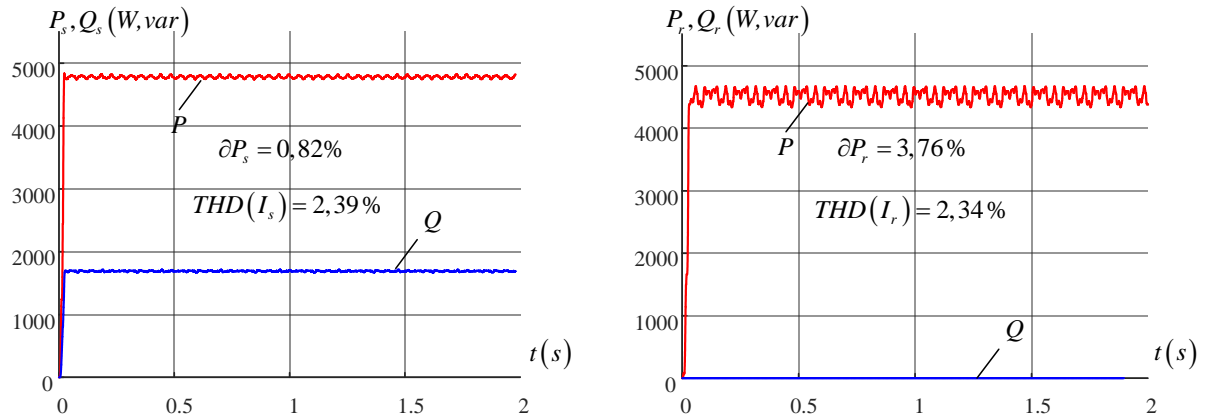 P_s, Q_s (W, var)
5000
P
∂P_s = 0,82%
4000
3000
THD(I_s) = 2,39%
Q
2000
1000
t(s)
0
0 0.5 1 1.5 2
P_r, Q_r (W, var)
5000
4000
P
∂P_r = 3,76%
3000
THD(I_r) = 2,34%
2000
1000
Q
t(s)
0
0 0.5 1 1.5 2